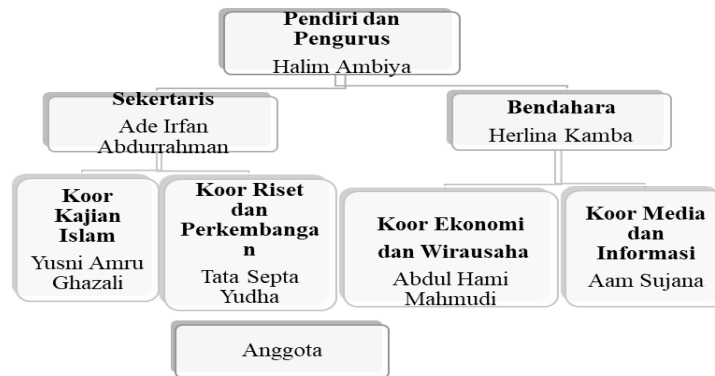 Pendiri dan
Pengurus
Halim Ambiya
Sekertaris
Ade Irfan
Abdurrahman
Bendahara
Herlina Kamba
Koor
Kajian
Islam
Yusni Amru
Ghazali
Koor Riset
dan
Perkembanga
n
Tata Septa
Yudha
Koor Ekonomi
dan Wirausaha
Abdul Hami
Mahmudi
Koor Media
dan
Informasi
Aam Sujana
Anggota